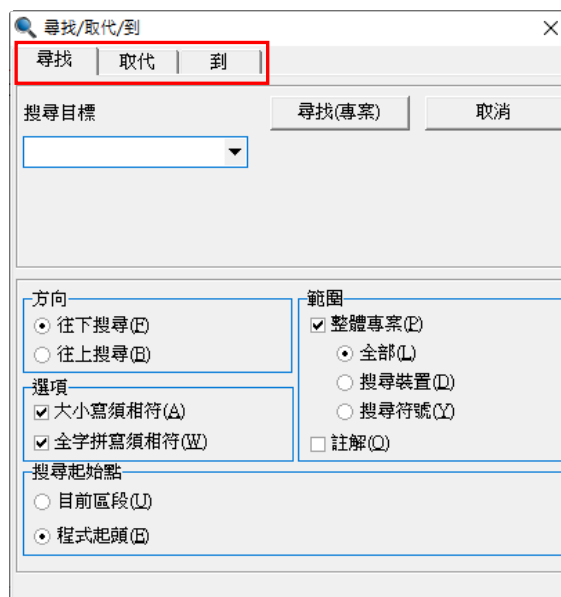 尋找/取代/到
尋找 取代 到
搜尋目標 尋找(專案) 取消
方向
往下搜尋(F)
往上搜尋(B)
選項
大小寫須相符(A)
全字拼寫須相符(W)
範圍
整體專案(P)
全部(L)
搜尋裝置(D)
搜尋符號(Y)
註解(O)
搜尋起始點
目前區段(U)
程式起頭(E)